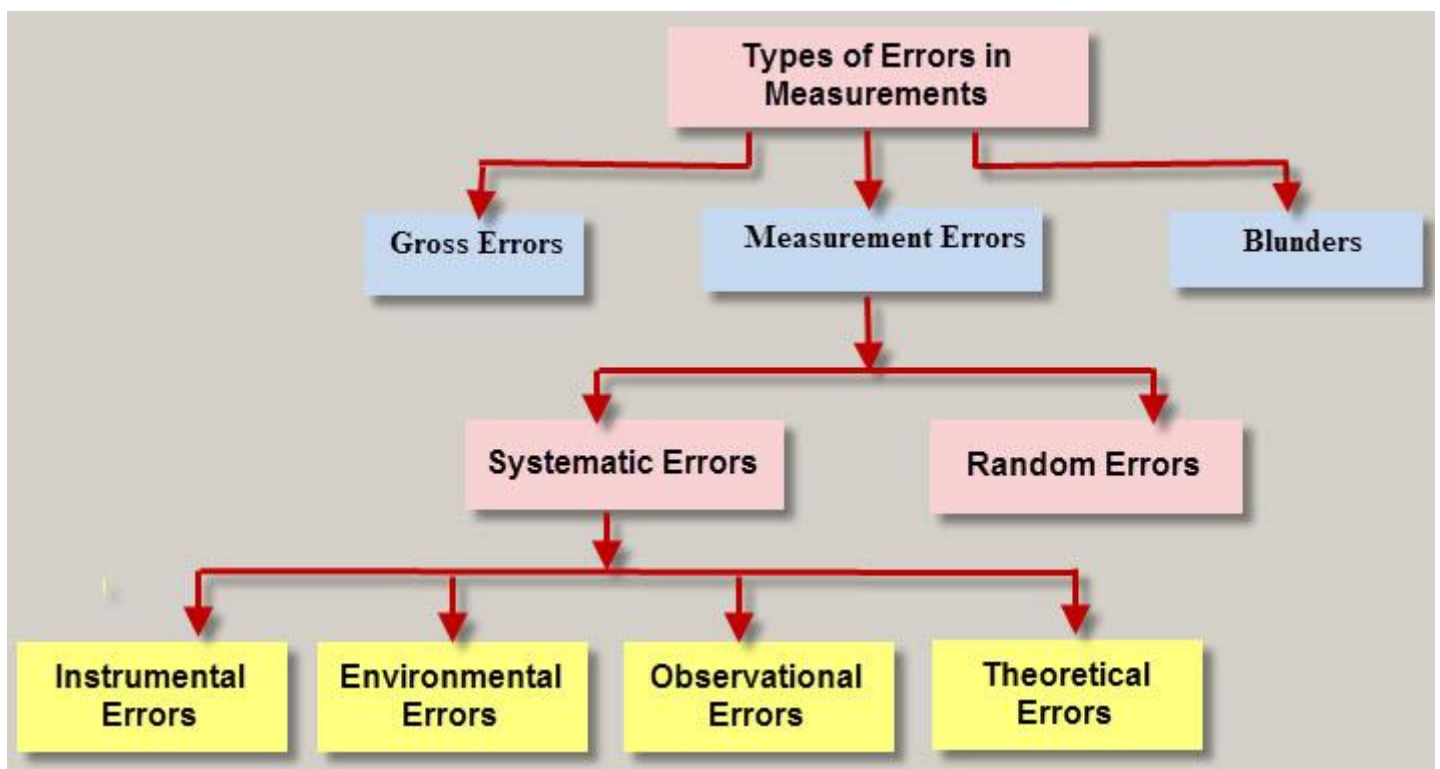 Types of Errors in
Measurements
Gross Errors
Measurement Errors
Blunders
Systematic Errors
Random Errors
Instrumental
Errors
Environmental
Errors
Observational
Errors
Theoretical
Errors